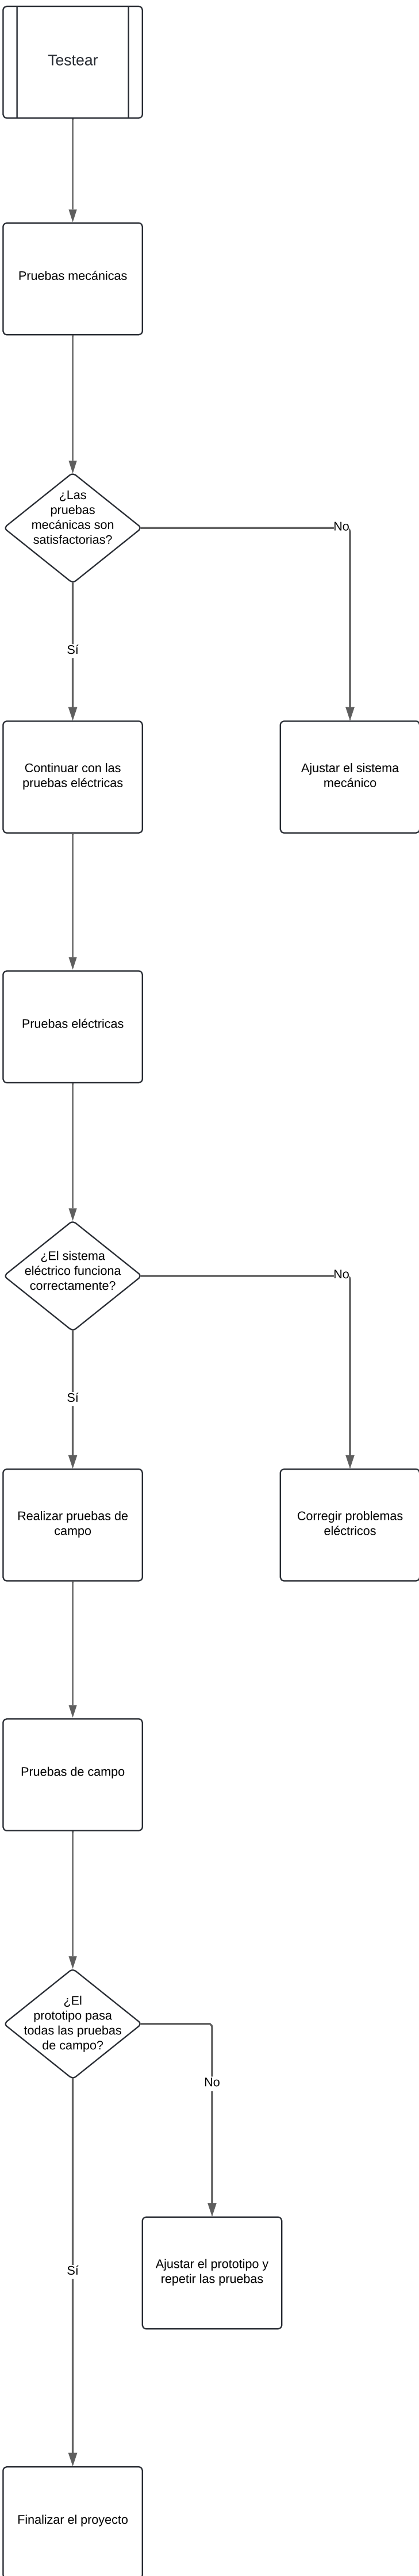 Testear
Pruebas mecánicas
¿Las
pruebas
mecánicas son
satisfactorias?
No
Sí
Continuar con las
pruebas eléctricas
Ajustar el sistema
mecánico
Pruebas eléctricas
¿El sistema
eléctrico funciona
correctamente?
No
Sí
Realizar pruebas de
campo
Corregir problemas
eléctricos
Pruebas de campo
¿El
prototipo pasa
todas las pruebas
de campo?
No
Ajustar el prototipo y
repetir las pruebas
Sí
Finalizar el proyecto